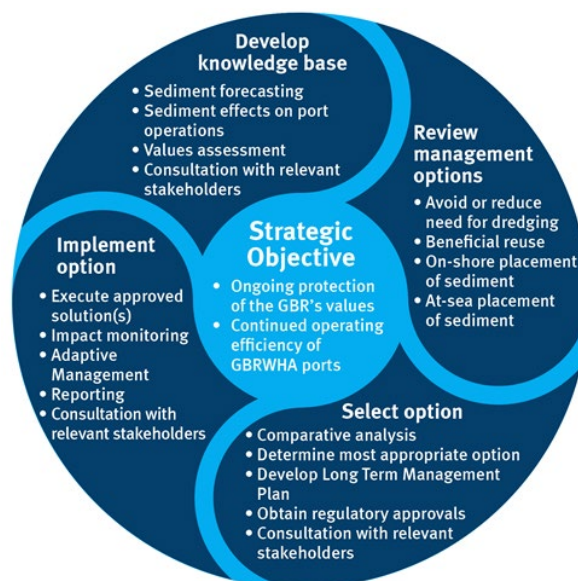 Develop
knowledge base
• Sediment forecasting
• Sediment effects on port
operations
• Values assessment
• Consultation with relevant
stakeholders
Review
management
options
• Avoid or reduce
need for dredging
• Beneficial reuse
• On-shore placement
of sediment
• At-sea placement
of sediment
Strategic
Objective
• Ongoing protection
of the GBR's values
• Continued operating
efficiency of
GBRWHA ports
Implement
option
• Execute approved
solution(s)
• Impact monitoring
• Adaptive
Management
• Reporting
• Consultation with
relevant stakeholders
Select option
• Comparative analysis
• Determine most appropriate option
• Develop Long Term Management
Plan
• Obtain regulatory approvals
• Consultation with relevant
stakeholders